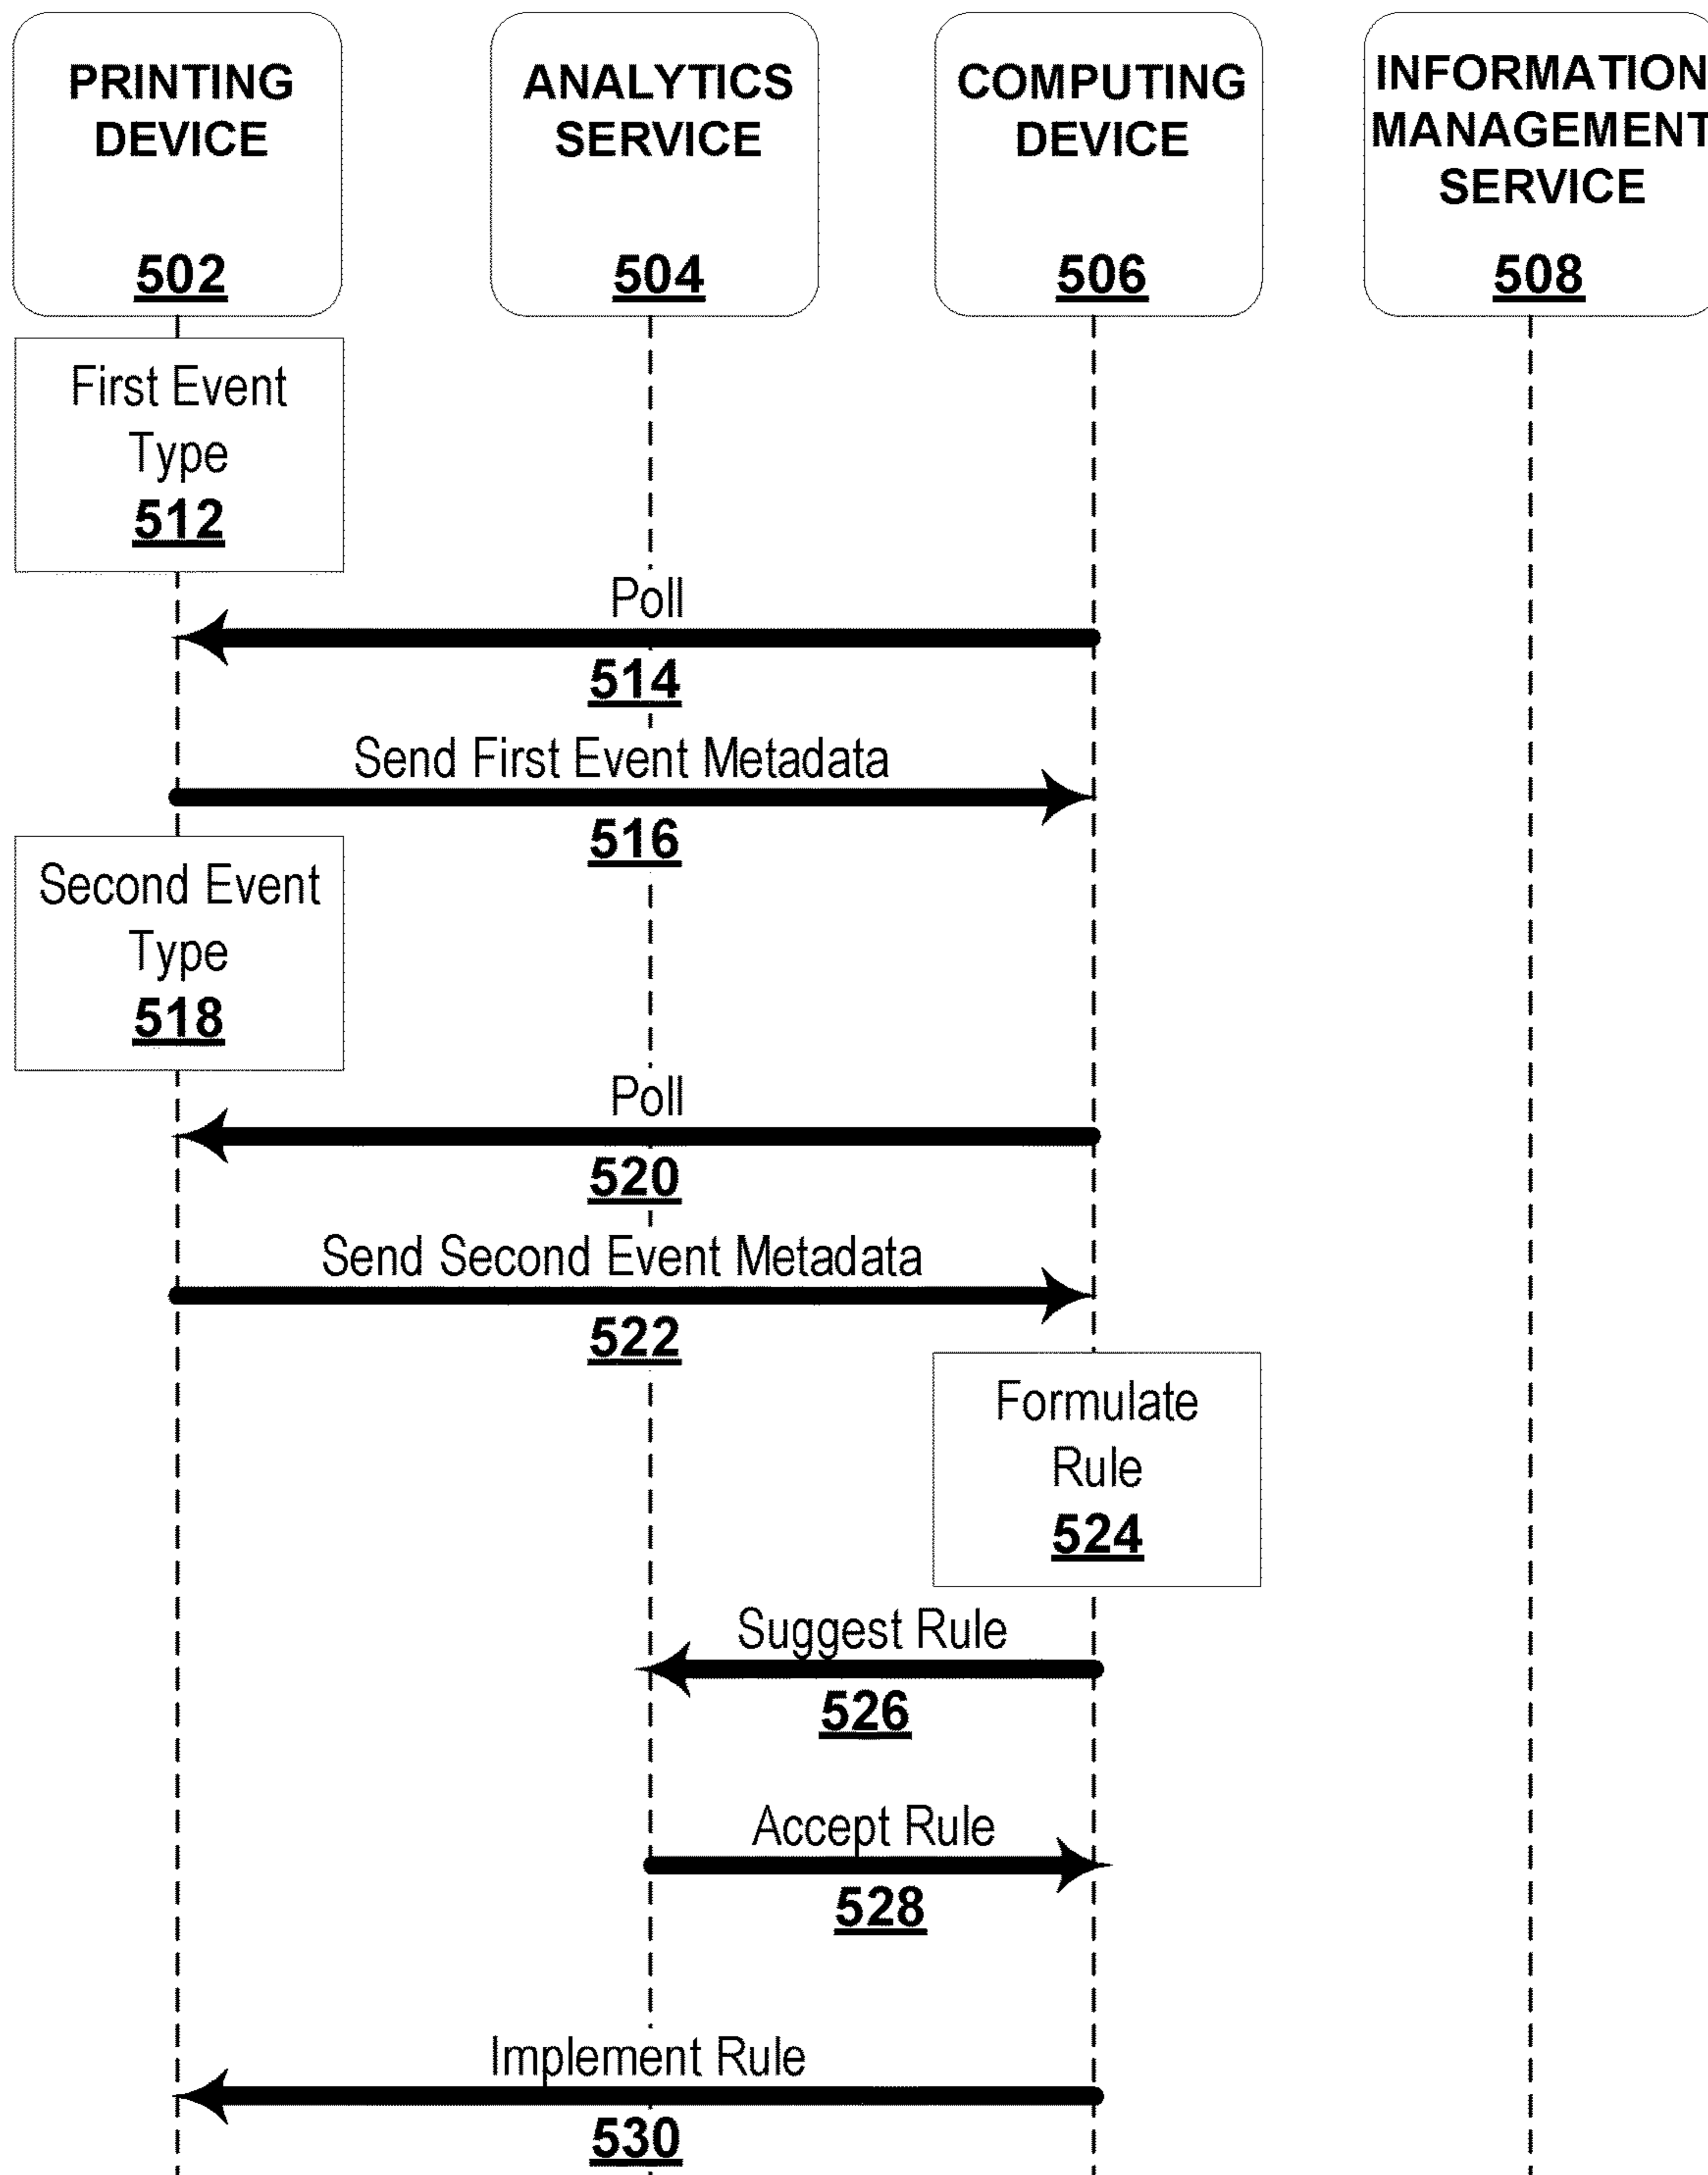 PRINTING
DEVICE
502
ANALYTICS
SERVICE
504
COMPUTING
DEVICE
506
INFORMATION
MANAGEMENT
SERVICE
508
First Event
Type
512
Poll
514
Send First Event Metadata
516
Second Event
Type
518
Poll
520
Send Second Event Metadata
522
Formulate
Rule
524
Suggest Rule
526
Accept Rule
528
Implement Rule
530